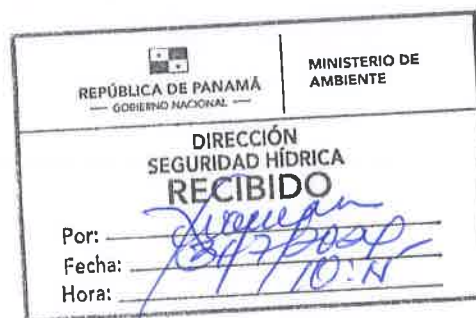 REPÚBLICA DE PANAMÁ
— GOBIERNO NACIONAL —
MINISTERIO DE
AMBIENTE
DIRECCIÓN
SEGURIDAD HÍDRICA
RECIBIDO
Por:
Fecha:
Hora: